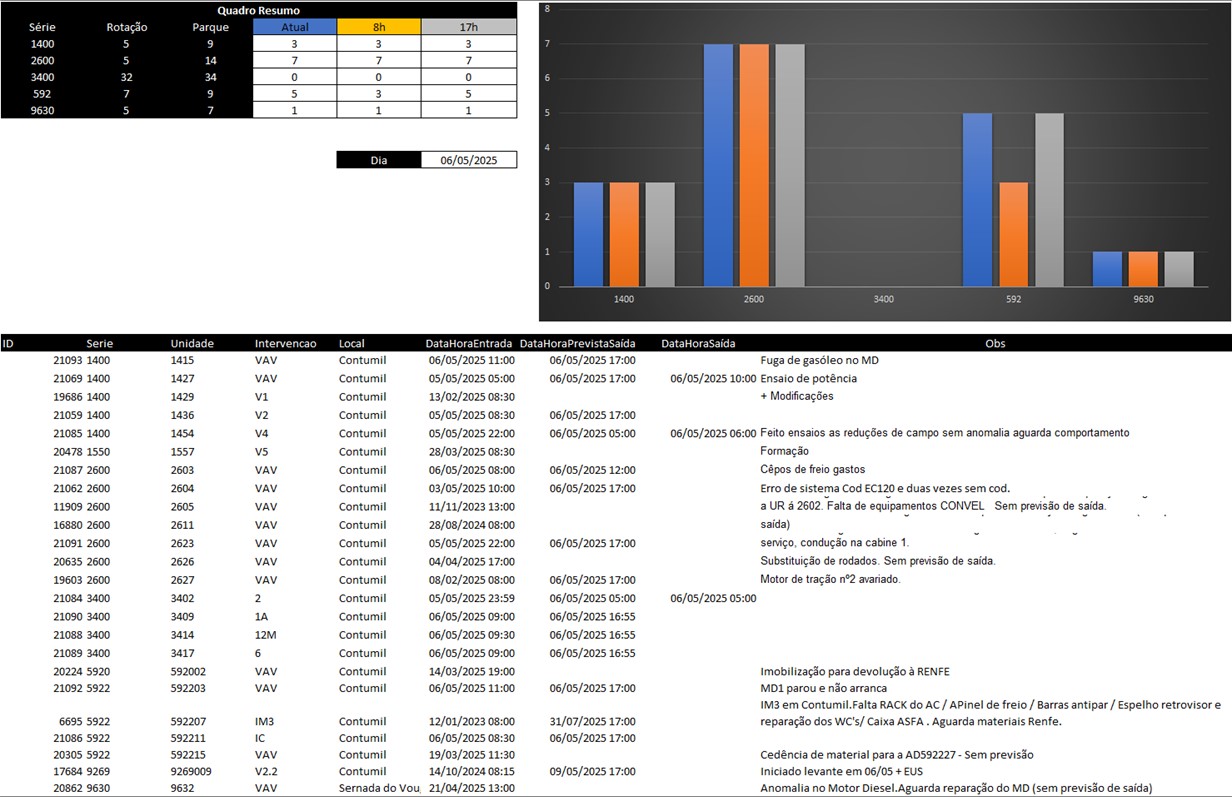 Quadro Resumo
Série Rotação Parque Atual 8h 17h
1400 5 9 3 3 3
2600 5 14 7 7 7
3400 32 34 0 0 0
592 7 9 5 3 5
9630 5 7 1 1 1
Dia 06/05/2025
8
7
6
5
4
3
2
1
0
1400 2600 3400 592 9630
ID Serie Unidade Intervencao Local DataHoraEntrada DataHoraPrevistaSaída DataHoraSaída Obs
21093 1400 1415 VAV Contumil 06/05/2025 11:00 06/05/2025 17:00 Fuga de gasóleo no MD
21069 1400 1427 VAV Contumil 05/05/2025 05:00 06/05/2025 17:00 06/05/2025 10:00 Ensaio de potência
19686 1400 1429 V1 Contumil 13/02/2025 08:30 + Modificações
21059 1400 1436 V2 Contumil 05/05/2025 08:30 06/05/2025 17:00
21085 1400 1454 V4 Contumil 05/05/2025 22:00 06/05/2025 05:00 06/05/2025 06:00 Feito ensaios as reduções de campo sem anomalia aguarda comportamento
20478 1550 1557 V5 Contumil 28/03/2025 08:30 Formação
21087 2600 2603 VAV Contumil 06/05/2025 08:00 06/05/2025 12:00 Cêpos de freio gastos
21062 2600 2604 VAV Contumil 03/05/2025 10:00 06/05/2025 17:00 Erro de sistema Cod EC120 e duas vezes sem cod.
11909 2600 2605 VAV Contumil 11/11/2023 13:00 a UR á 2602. Falta de equipamentos CONVEL Sem previsão de saída.
16880 2600 2611 VAV Contumil 28/08/2024 08:00 saída)
21091 2600 2623 VAV Contumil 05/05/2025 22:00 06/05/2025 17:00 serviço, condução na cabine 1.
20635 2600 2626 VAV Contumil 04/04/2025 17:00 Substituição de rodados. Sem previsão de saída.
19603 2600 2627 VAV Contumil 08/02/2025 08:00 06/05/2025 17:00 Motor de tração nº2 avariado.
21084 3400 3402 2 Contumil 05/05/2025 23:59 06/05/2025 05:00 06/05/2025 05:00
21090 3400 3409 1A Contumil 06/05/2025 09:00 06/05/2025 16:55
21088 3400 3414 12M Contumil 06/05/2025 09:30 06/05/2025 16:55
21089 3400 3417 6 Contumil 06/05/2025 09:00 06/05/2025 16:55
20224 5920 592002 VAV Contumil 14/03/2025 19:00 Imobilização para devolução à RENFE
21092 5922 592203 VAV Contumil 06/05/2025 11:00 06/05/2025 17:00 MD1 parou e não arranca
IM3 em Contumil.Falta RACK do AC / APinel de freio / Barras antipar / Espelho retrovisor e
6695 5922 592207 IM3 Contumil 12/01/2023 08:00 31/07/2025 17:00 reparação dos WC's/ Caixa ASFA . Aguarda materiais Renfe.
21086 5922 592211 IC Contumil 06/05/2025 08:30 06/05/2025 17:00
20305 5922 592215 VAV Contumil 19/03/2025 11:30 Cedência de material para a AD592227 - Sem previsão
17684 9269 9269009 V2.2 Contumil 14/10/2024 08:15 09/05/2025 17:00 Iniciado levante em 06/05 + EUS
20862 9630 9632 VAV Sernada do Vou 21/04/2025 13:00 Anomalia no Motor Diesel.Aguarda reparação do MD (sem previsão de saída)